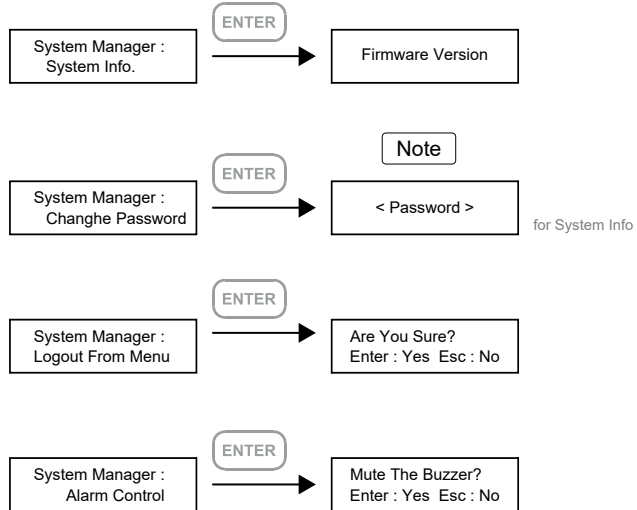 ENTER
System Manager :
System Info.
Firmware Version
Note
ENTER
System Manager :
Changhe Password
< Password >
for System Info
ENTER
System Manager :
Logout From Menu
Are You Sure?
Enter : Yes Esc : No
ENTER
System Manager :
Alarm Control
Mute The Buzzer?
Enter : Yes Esc : No